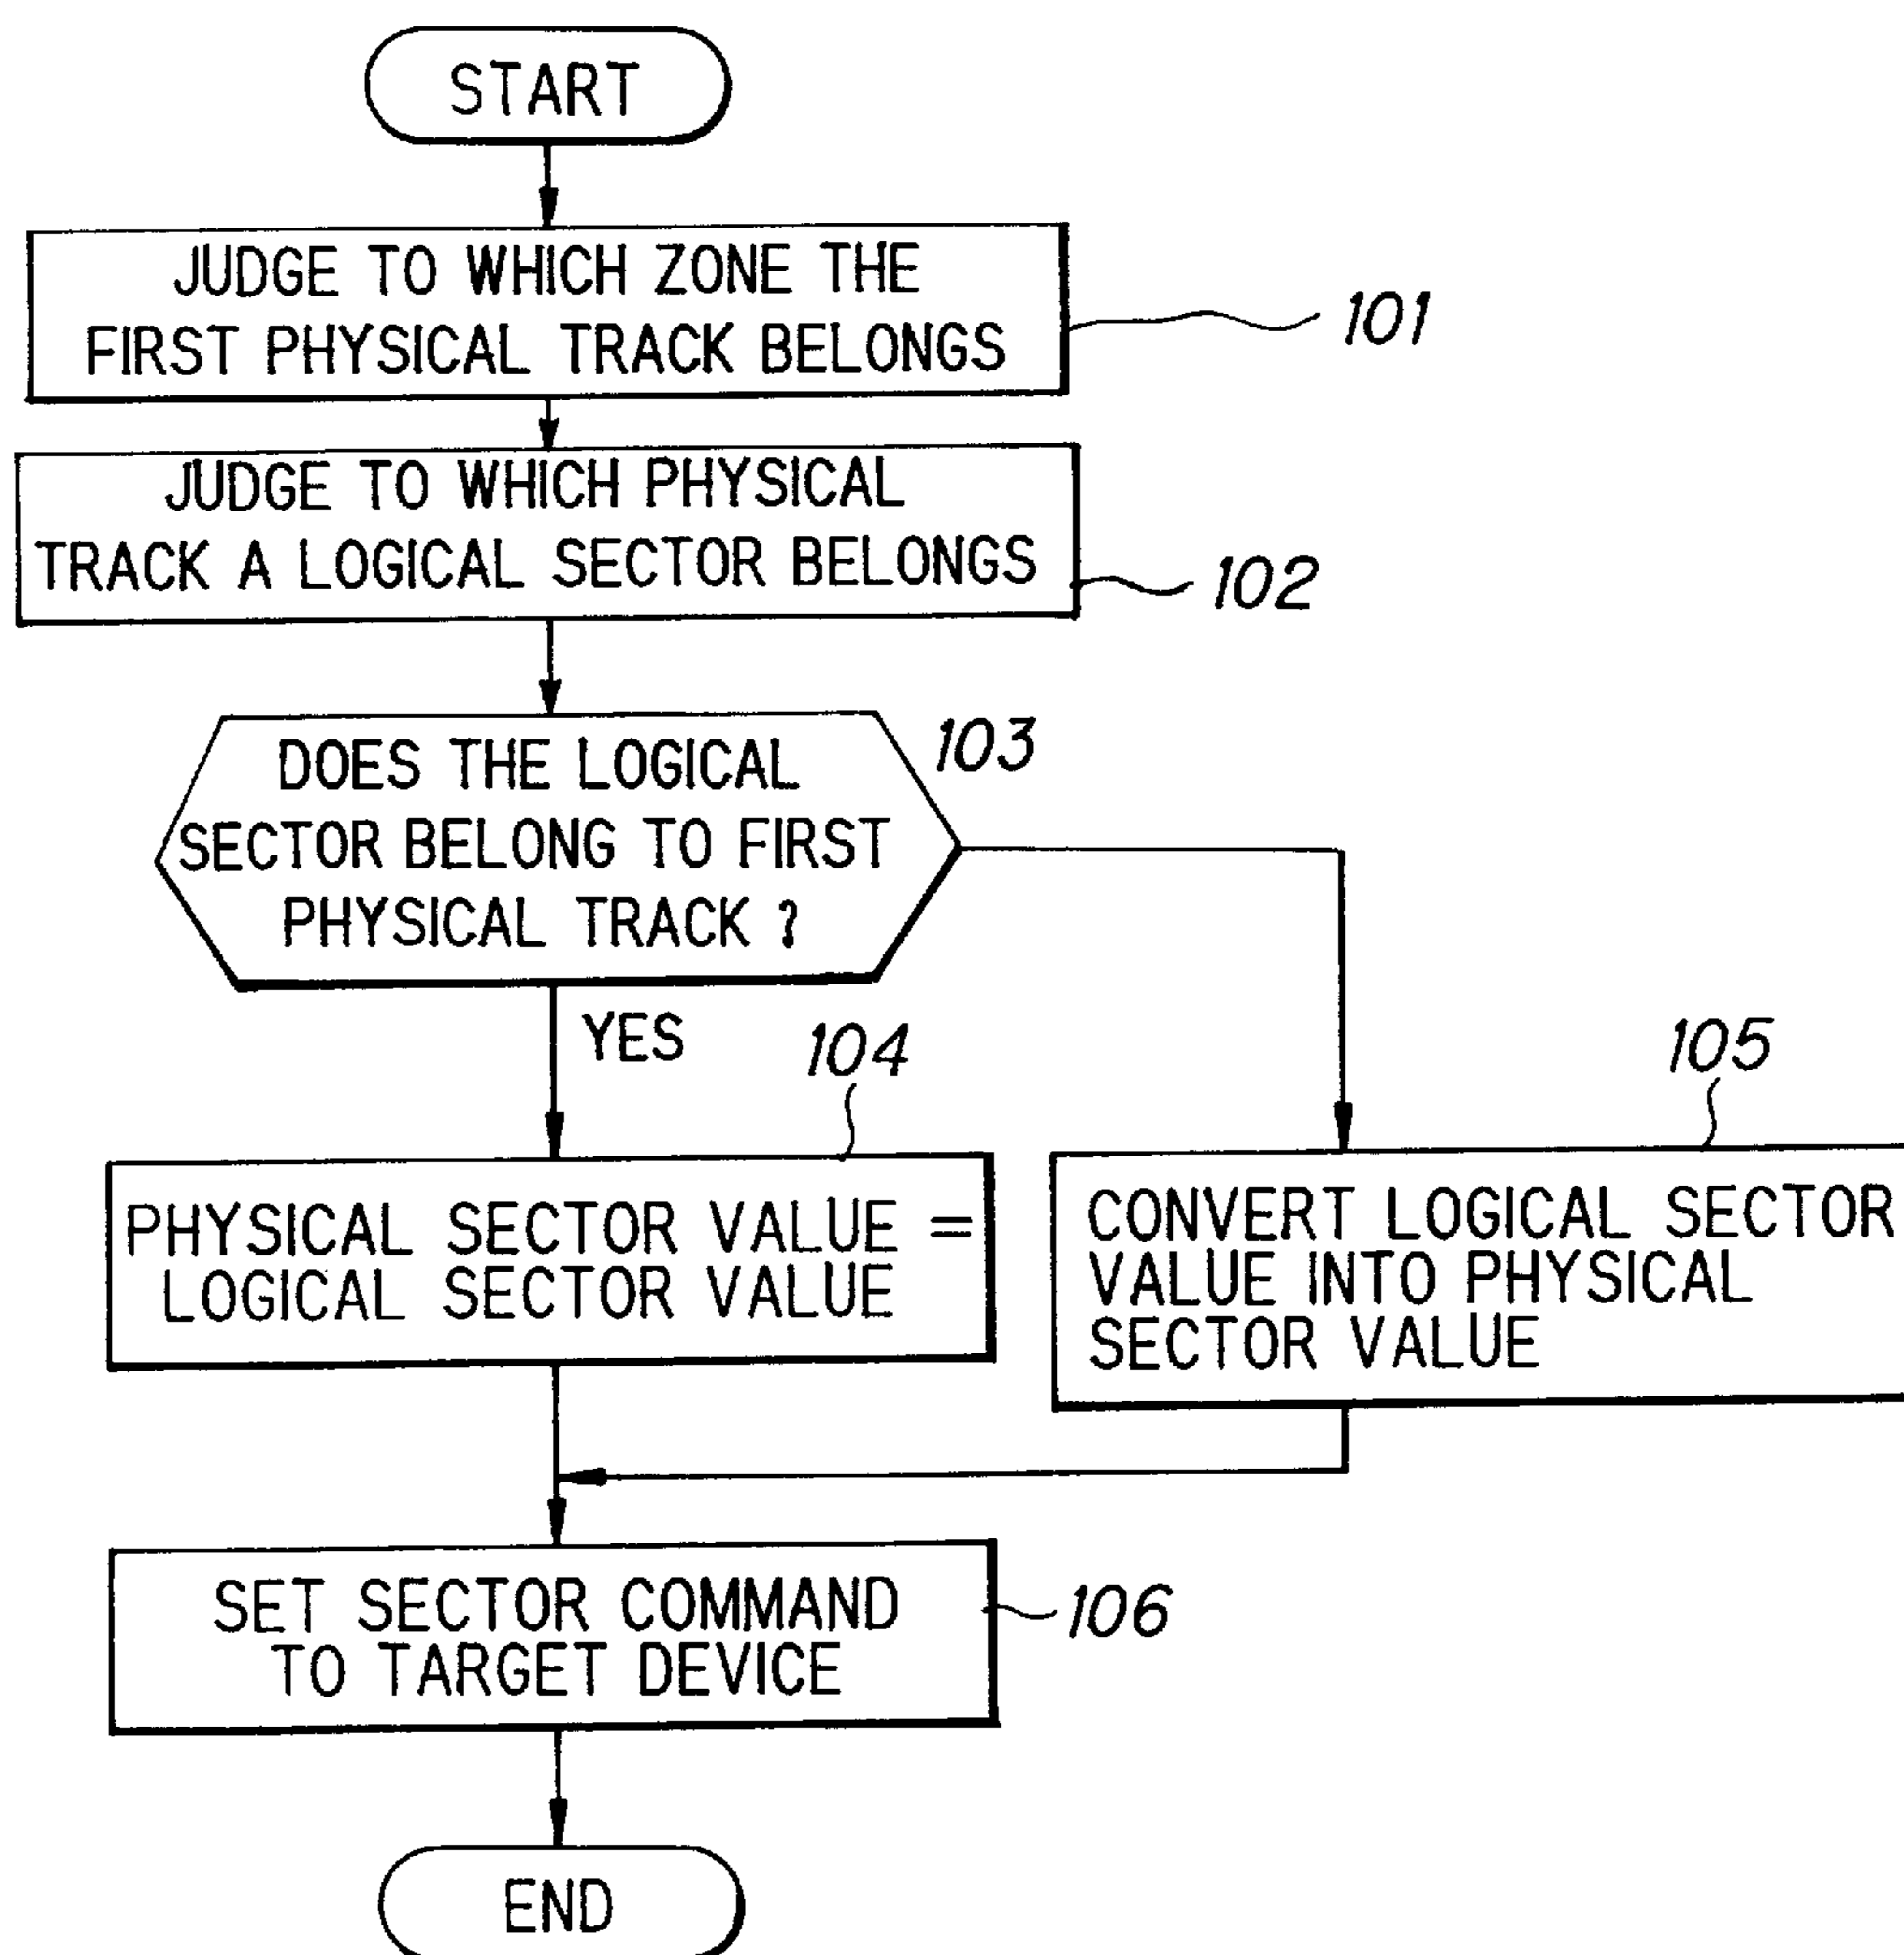 START
JUDGE TO WHICH ZONE THE
FIRST PHYSICAL TRACK BELONGS
101
JUDGE TO WHICH PHYSICAL
TRACK A LOGICAL SECTOR BELONGS
102
DOES THE LOGICAL
SECTOR BELONG TO FIRST
PHYSICAL TRACK ?
103
YES
104
105
PHYSICAL SECTOR VALUE =
LOGICAL SECTOR VALUE
CONVERT LOGICAL SECTOR
VALUE INTO PHYSICAL
SECTOR VALUE
SET SECTOR COMMAND
TO TARGET DEVICE
106
END